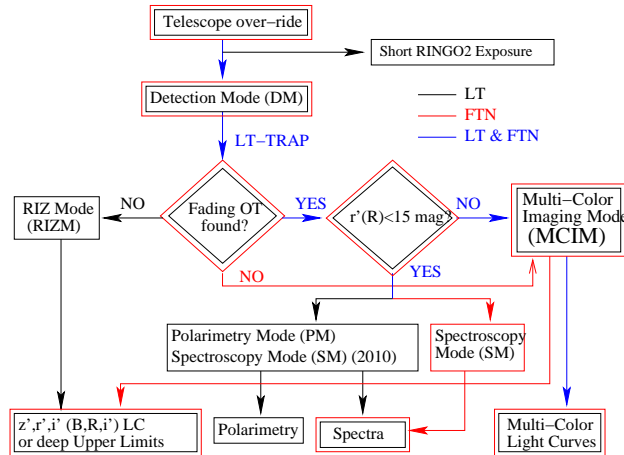 Telescope over−ride
Short RINGO2 Exposure
Detection Mode (DM)
LT
FTN
LT & FTN
LT−TRAP
NO
RIZ Mode
(RIZM)
Fading OT
found?
YES
r'(R)<15 mag?
NO
Multi−Color
Imaging Mode
(MCIM)
NO
YES
Polarimetry Mode (PM)
Spectroscopy Mode (SM) (2010)
Spectroscopy
Mode (SM)
z',r',i' (B,R,i') LC
or deep Upper Limits
Polarimetry
Spectra
Multi−Color
Light Curves